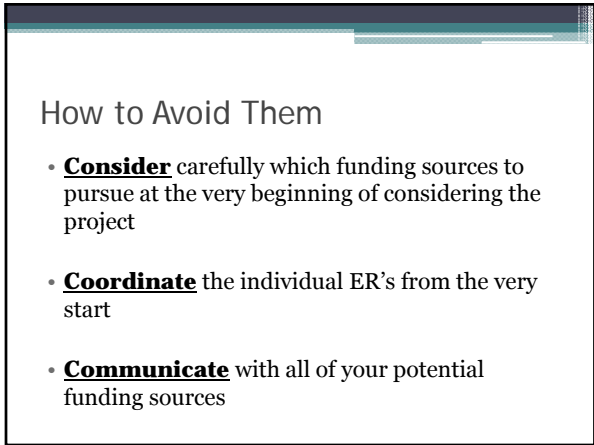 How to Avoid Them
• Consider carefully which funding sources to
pursue at the very beginning of considering the
project
• Coordinate the individual ER's from the very
start
• Communicate with all of your potential
funding sources